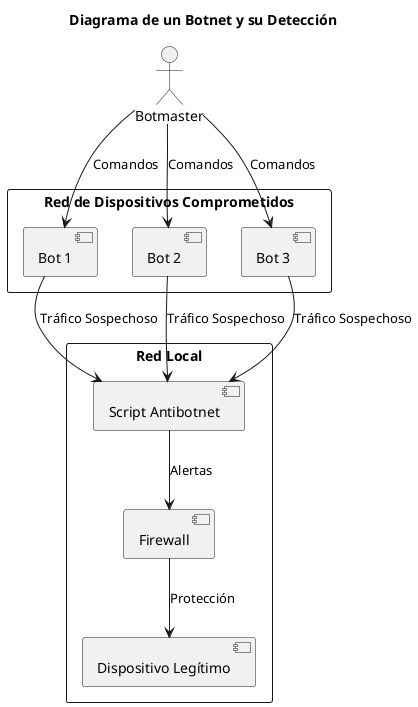 Diagrama de un Botnet y su Detección
Botmaster
Comandos
Comandos
Comandos
Red de Dispositivos Comprometidos
Bot 1
Bot 2
Bot 3
Tráfico Sospechoso
Tráfico Sospechoso
Tráfico Sospechoso
Red Local
Script Antibotnet
Alertas
Firewall
Protección
Dispositivo Legítimo